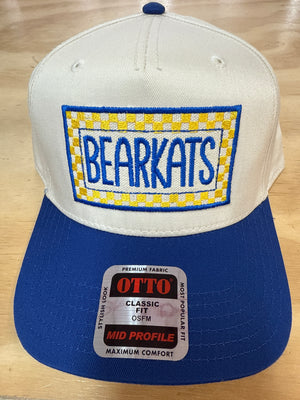 BEARKATS
PREMIUM FABRIC
OTTO
CLASSIC
FIT
OSFM
MID PROFILE
MAXIMUM COMFORT
STYLISH LOOK
MOST POPULAR FIT